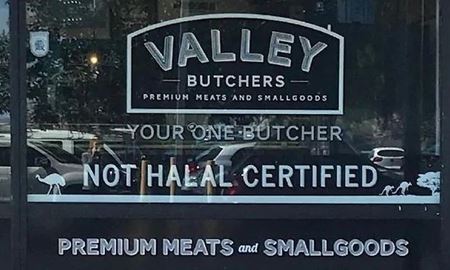 VALLEY
BUTCHERS
PREMIUM MEATS AND SMALLGOODS
YOUR ONE BUTCHER
NOT HALAL CERTIFIED
PREMIUM MEATS and SMALLGOODS